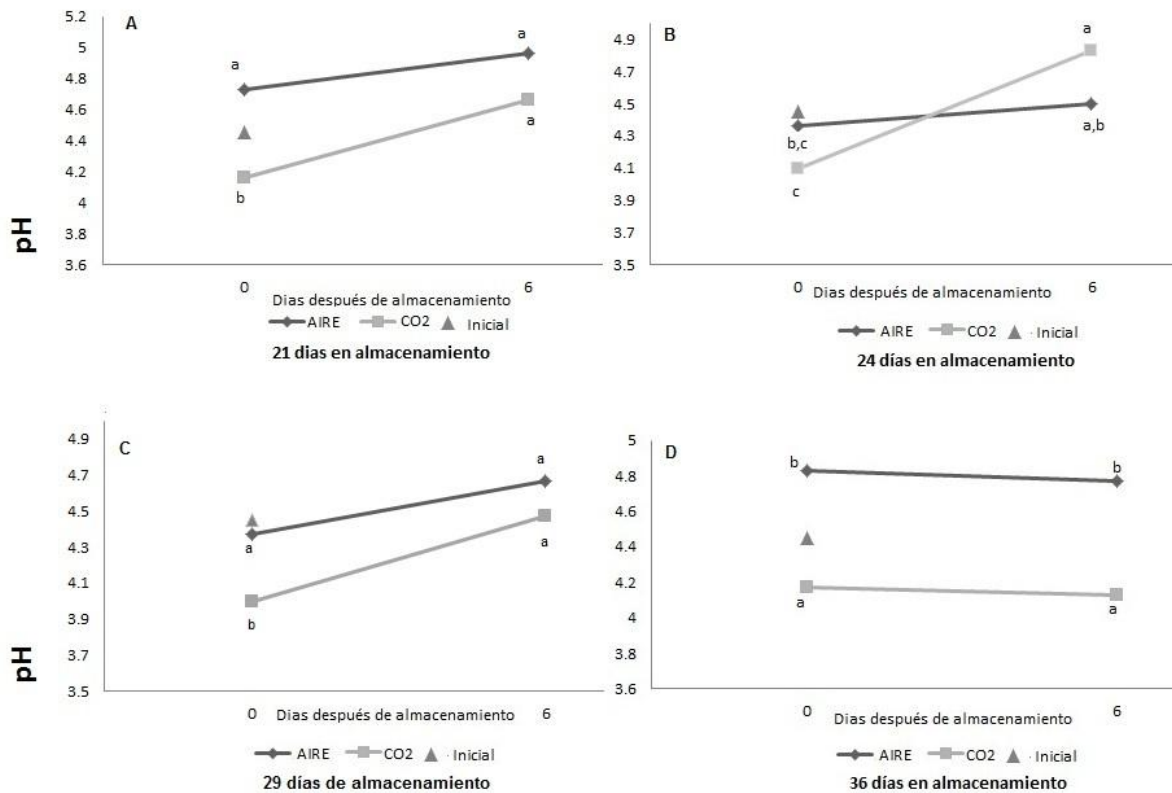 A
5.2
5
4.8
4.6
4.4
4.2
4
3.8
3.6
pH
a
a
a
b
0
6
Dias después de almacenamiento
AIRE CO2 Inicial
21 dias en almacenamiento
B
4.9
4.7
4.5
4.3
4.1
3.9
3.7
3.5
a
b,c
a,b
c
0
6
Dias después de almacenamiento
AIRE CO2 · Inicial
24 días en almacenamiento
C
4.9
4.7
4.5
4.3
4.1
3.9
3.7
3.5
pH
a
a
a
b
0
6
Dias después de almacenamiento
AIRE CO2 · Inicial
29 días de almacenamiento
D
5
4.8
4.6
4.4
4.2
4
3.8
3.6
b
b
a
a
0
6
Dias después de almacenamiento
AIRE CO2 · Inicial
36 días en almacenamiento